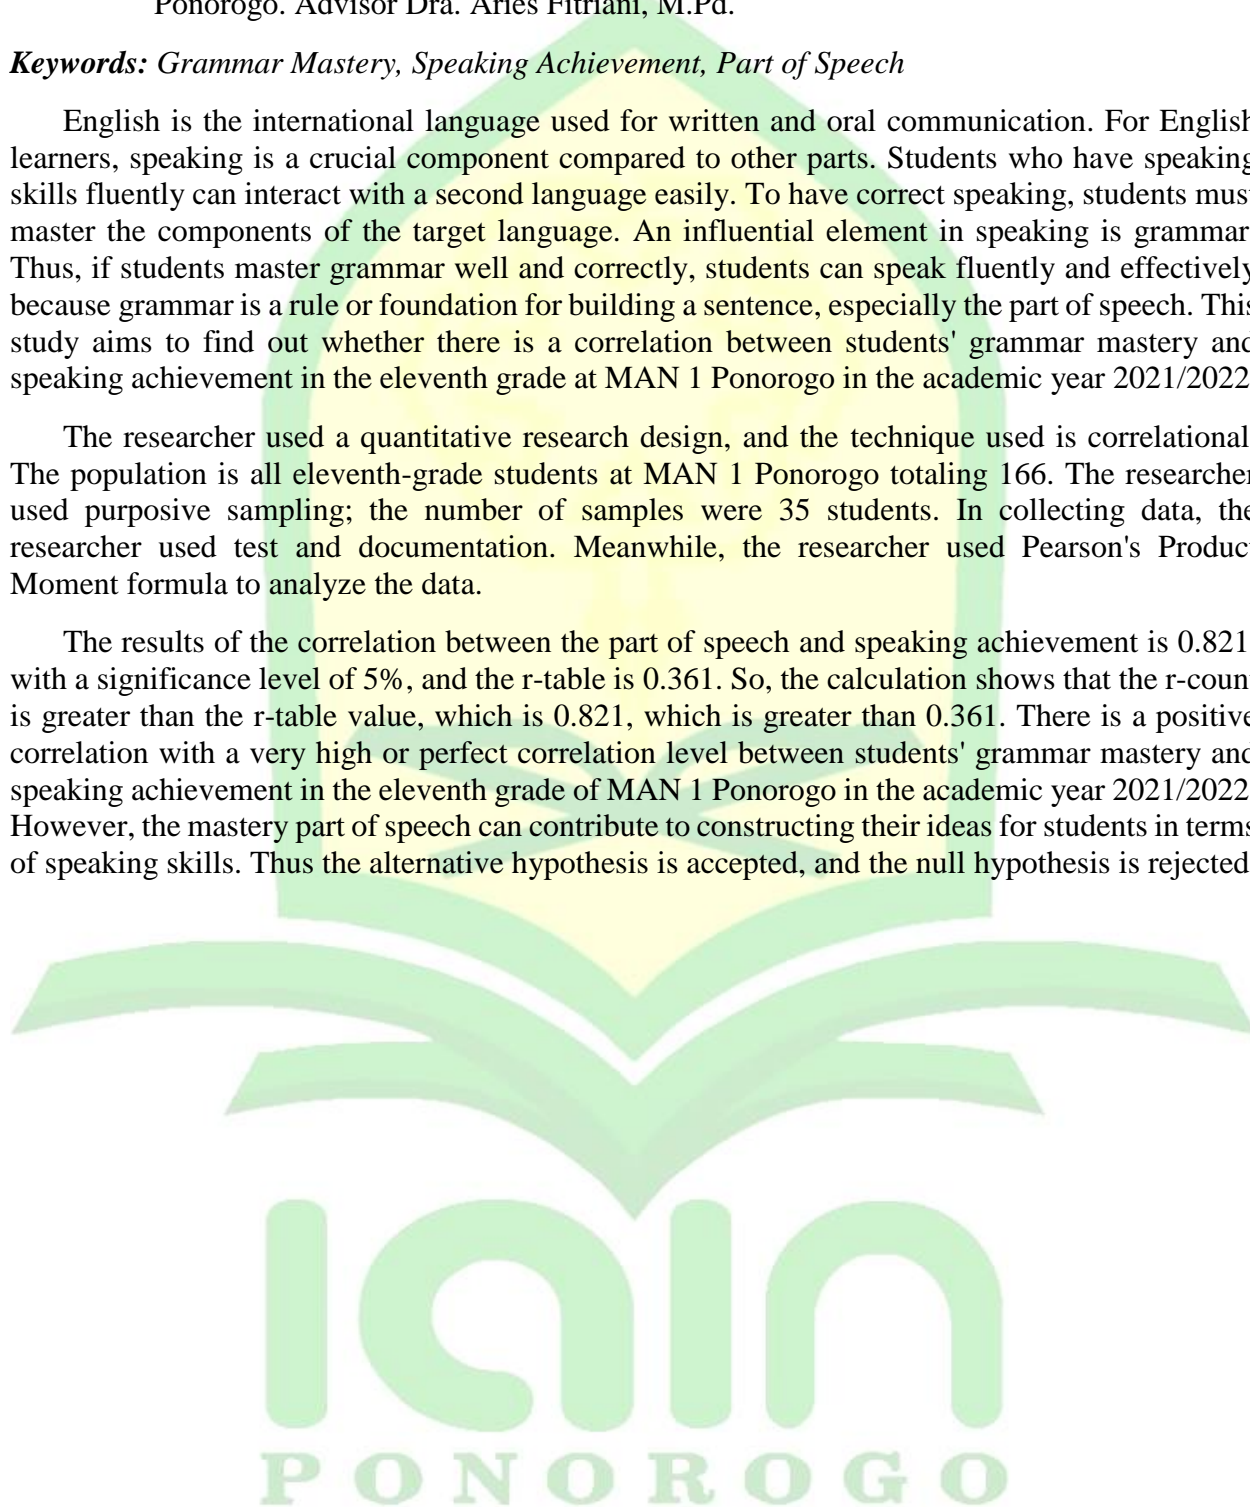 Ponorogo. Advisor Dra. Aries Fitriani, M.Pd.
Keywords: Grammar Mastery, Speaking Achievement, Part of Speech
English is the international language used for written and oral communication. For English
learners, speaking is a crucial component compared to other parts. Students who have speaking
skills fluently can interact with a second language easily. To have correct speaking, students must
master the components of the target language. An influential element in speaking is grammar.
Thus, if students master grammar well and correctly, students can speak fluently and effectively
because grammar is a rule or foundation for building a sentence, especially the part of speech. This
study aims to find out whether there is a correlation between students' grammar mastery and
speaking achievement in the eleventh grade at MAN 1 Ponorogo in the academic year 2021/2022
The researcher used a quantitative research design, and the technique used is correlational.
The population is all eleventh-grade students at MAN 1 Ponorogo totaling 166. The researcher
used purposive sampling; the number of samples were 35 students. In collecting data, the
researcher used test and documentation. Meanwhile, the researcher used Pearson's Product
Moment formula to analyze the data.
The results of the correlation between the part of speech and speaking achievement is 0.821,
with a significance level of 5%, and the r-table is 0.361. So, the calculation shows that the r-count
is greater than the r-table value, which is 0.821, which is greater than 0.361. There is a positive
correlation with a very high or perfect correlation level between students' grammar mastery and
speaking achievement in the eleventh grade of MAN 1 Ponorogo in the academic year 2021/2022.
However, the mastery part of speech can contribute to constructing their ideas for students in terms
of speaking skills. Thus the alternative hypothesis is accepted, and the null hypothesis is rejected
iain
PONOROGO